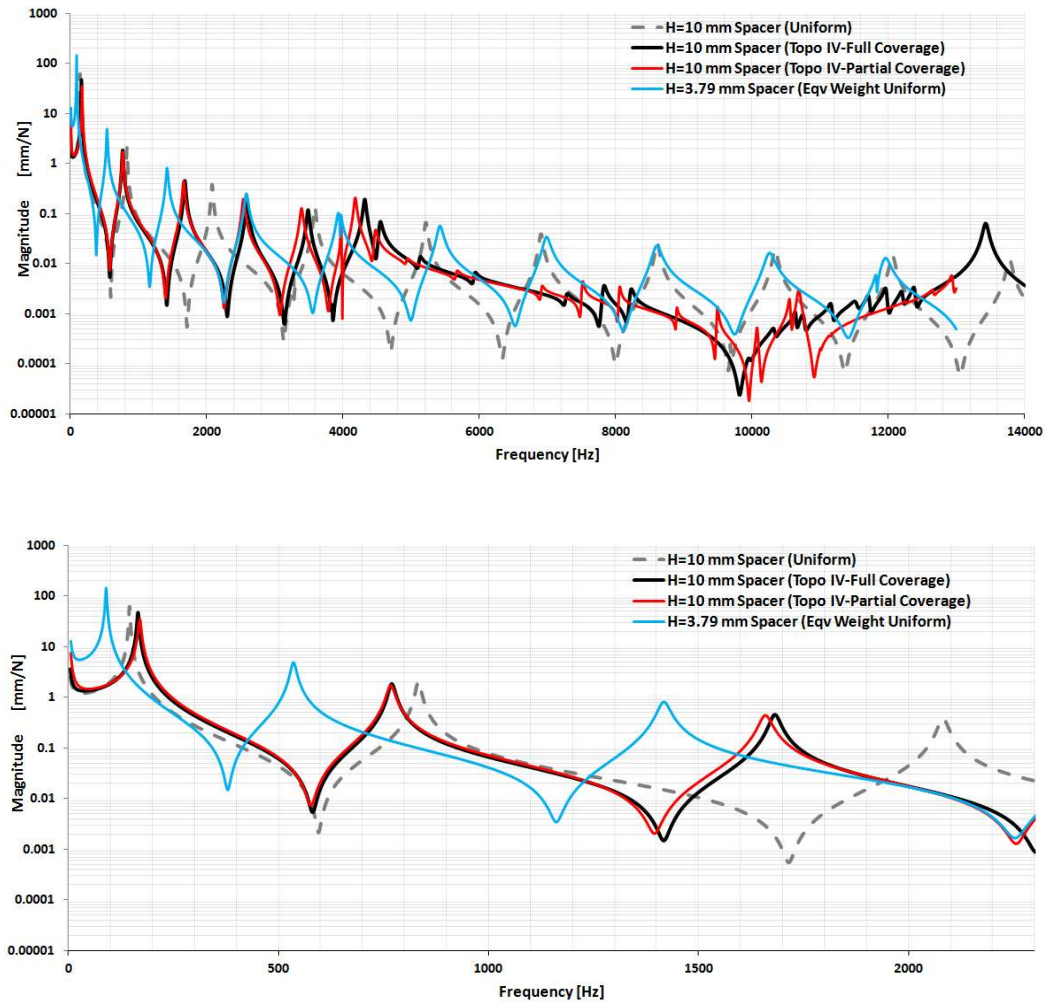 1000
100
10
1
0.1
0.01
0.001
0.0001
0.00001
Magnitude [mm/N]
H=10 mm Spacer (Uniform)
H=10 mm Spacer (Topo IV-Full Coverage)
H=10 mm Spacer (Topo IV-Partial Coverage)
H=3.79 mm Spacer (Eqv Weight Uniform)
0 2000 4000 6000 8000 10000 12000 14000
Frequency [Hz]
1000
100
10
1
0.1
0.01
0.001
0.0001
0.00001
Magnitude [mm/N]
H=10 mm Spacer (Uniform)
H=10 mm Spacer (Topo IV-Full Coverage)
H=10 mm Spacer (Topo IV-Partial Coverage)
H=3.79 mm Spacer (Eqv Weight Uniform)
0 500 1000 1500 2000
Frequency [Hz]